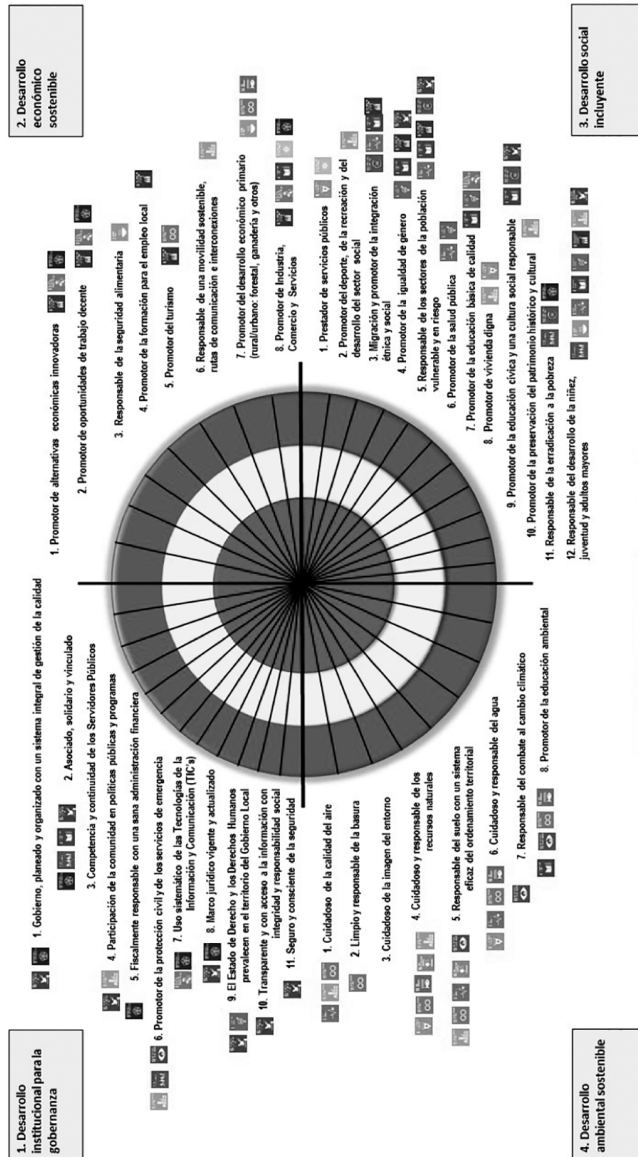 1. Desarrollo
institucional para la
gobernanza
1. Gobierno, planeado y organizado con un sistema integral de gestión de la calidad
2. Asociado, solidario y vinculado
3. Competencia y continuidad de los Servidores Públicos
4. Participación de la comunidad en políticas públicas y programas
5. Fiscalmente responsable con una sana administración financiera
6. Promotor de la protección civil y de los servicios de emergencia
7. Uso sistemático de las Tecnologías de la
Información y Comunicación (TIC's)
8. Marco jurídico vigente y actualizado
9. El Estado de Derecho y los Derechos Humanos
prevalecen en el territorio del Gobierno Local
10. Transparente y con acceso a la información con
integridad y responsabilidad social
11. Seguro y consciente de la seguridad
2. Desarrollo
económico
sostenible
1. Promotor de alternativas económicas innovadoras
2. Promotor de oportunidades de trabajo decente
3. Responsable de la seguridad alimentaria
4. Promotor de la formación para el empleo local
5. Promotor del turismo
6. Responsable de una movilidad sostenible,
rutas de comunicación e interconexiones
7. Promotor del desarrollo económico primario
(rural/urbano: forestal, ganadería y otros)
8. Promotor de Industria,
Comercio y Servicios
3. Desarrollo social
incluyente
1. Prestador de servicios públicos
2. Promotor del deporte, de la recreación y del
desarrollo del sector social
3. Migración y promotor de la integración
étnica y social
4. Promotor de la igualdad de género
5. Responsable de los sectores de la población
vulnerable y en riesgo
6. Promotor de la salud pública
7. Promotor de la educación básica de calidad
8. Promotor de vivienda digna
9. Promotor de la educación cívica y una cultura social responsable
10. Promotor de la preservación del patrimonio histórico y cultural
11. Responsable de la erradicación a la pobreza
12. Responsable del desarrollo de la niñez,
juventud y adultos mayores
4. Desarrollo
ambiental sostenible
1. Cuidadoso de la calidad del aire
2. Limpio y responsable de la basura
3. Cuidadoso de la imagen del entorno
4. Cuidadoso y responsable de los
recursos naturales
5. Responsable del suelo con un sistema
eficaz del ordenamiento territorial
6. Cuidadoso y responsable del agua
7. Responsable del combate al cambio climático
8. Promotor de la educación ambiental